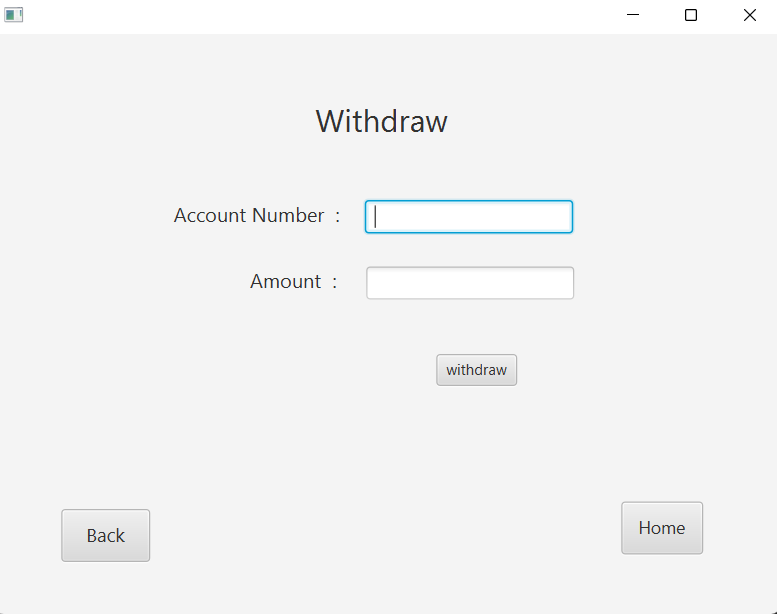 Withdraw
Account Number :
Amount :
withdraw
Back
Home